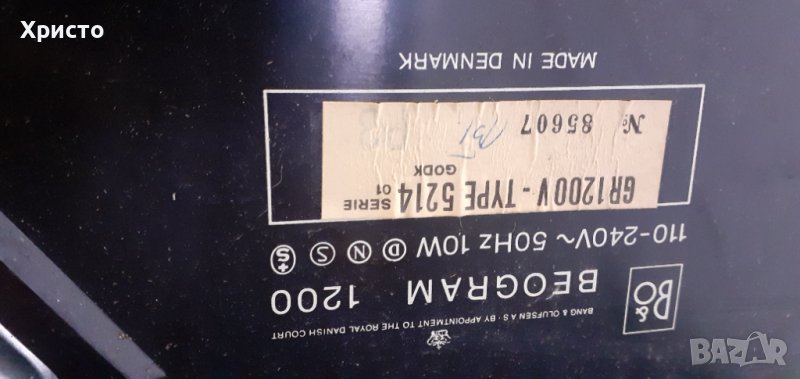 Христо
BANG & OLUFSEN A S · BY APPOINTMENT TO THE ROYAL DANISH COURT
B&O
BEOGRAM 1200
110-240V~ 50Hz 10W D N S +S
GR1200V - TYPE 5214 SERIE 01
GODK
№ 85607
MADE IN DENMARK
BAZAR